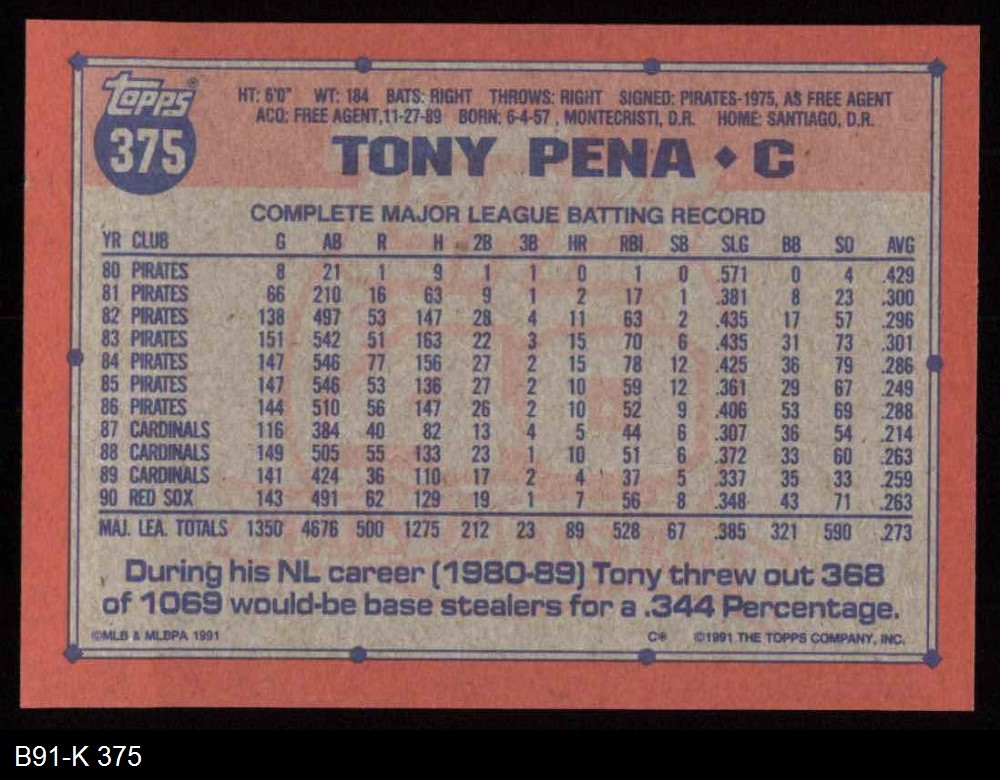 Topps®
375
HT: 6'0" WT: 184 BATS: RIGHT THROWS: RIGHT SIGNED: PIRATES-1975, AS FREE AGENT
ACQ: FREE AGENT,11-27-89 BORN: 6-4-57 , MONTECRISTI, D.R. HOME: SANTIAGO, D.R.
TONY PENA ◆ C
COMPLETE MAJOR LEAGUE BATTING RECORD
YR CLUB G AB R H 2B 3B HR RBI SB SLG BB SO AVG
80 PIRATES 8 21 1 9 1 1 0 1 0 .571 0 4 .429
81 PIRATES 66 210 16 63 9 1 2 17 1 .381 8 23 .300
82 PIRATES 138 497 53 147 28 4 11 63 2 .435 17 57 .296
83 PIRATES 151 542 51 163 22 3 15 70 6 .435 31 73 .301
84 PIRATES 147 546 77 156 27 2 15 78 12 .425 36 79 .286
85 PIRATES 147 546 53 136 27 2 10 59 12 .361 29 67 .249
86 PIRATES 144 510 56 147 26 2 10 52 9 .406 53 69 .288
87 CARDINALS 116 384 40 82 13 4 5 44 6 .307 36 54 .214
88 CARDINALS 149 505 55 133 23 1 10 51 6 .372 33 60 .263
89 CARDINALS 141 424 36 110 17 2 4 37 5 .337 35 33 .259
90 RED SOX 143 491 62 129 19 1 7 56 8 .348 43 71 .263
MAJ. LEA. TOTALS 1350 4676 500 1275 212 23 89 528 67 .385 321 590 .273
During his NL career (1980-89) Tony threw out 368
of 1069 would-be base stealers for a .344 Percentage.
©MLB & MLBPA 1991 C* ©1991 THE TOPPS COMPANY, INC.
B91-K 375